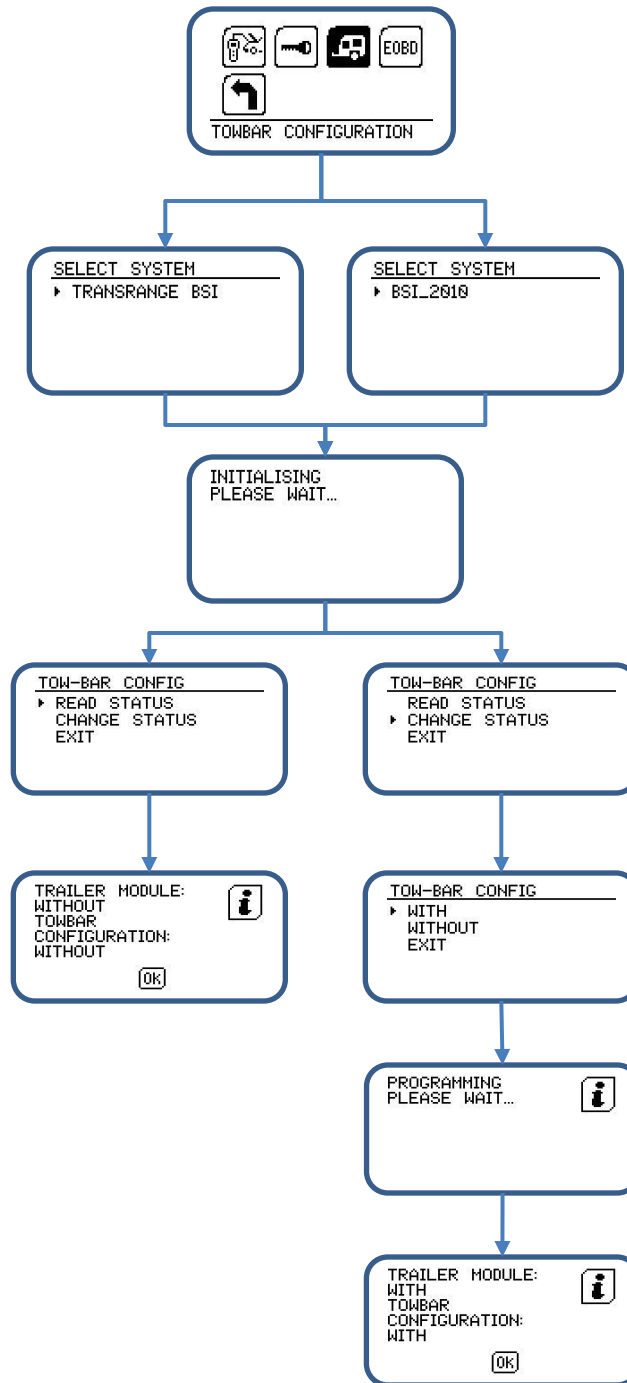 EOBD
TOWBAR CONFIGURATION
SELECT SYSTEM
TRANSRANGE BSI
SELECT SYSTEM
BSI_2010
INITIALISING
PLEASE WAIT...
TOW-BAR CONFIG
READ STATUS
CHANGE STATUS
EXIT
TOW-BAR CONFIG
READ STATUS
CHANGE STATUS
EXIT
TRAILER MODULE:
WITHOUT
TOWBAR
CONFIGURATION:
WITHOUT
i
OK
TOW-BAR CONFIG
WITH
WITHOUT
EXIT
PROGRAMMING
PLEASE WAIT...
i
TRAILER MODULE:
WITH
TOWBAR
CONFIGURATION:
WITH
i
OK